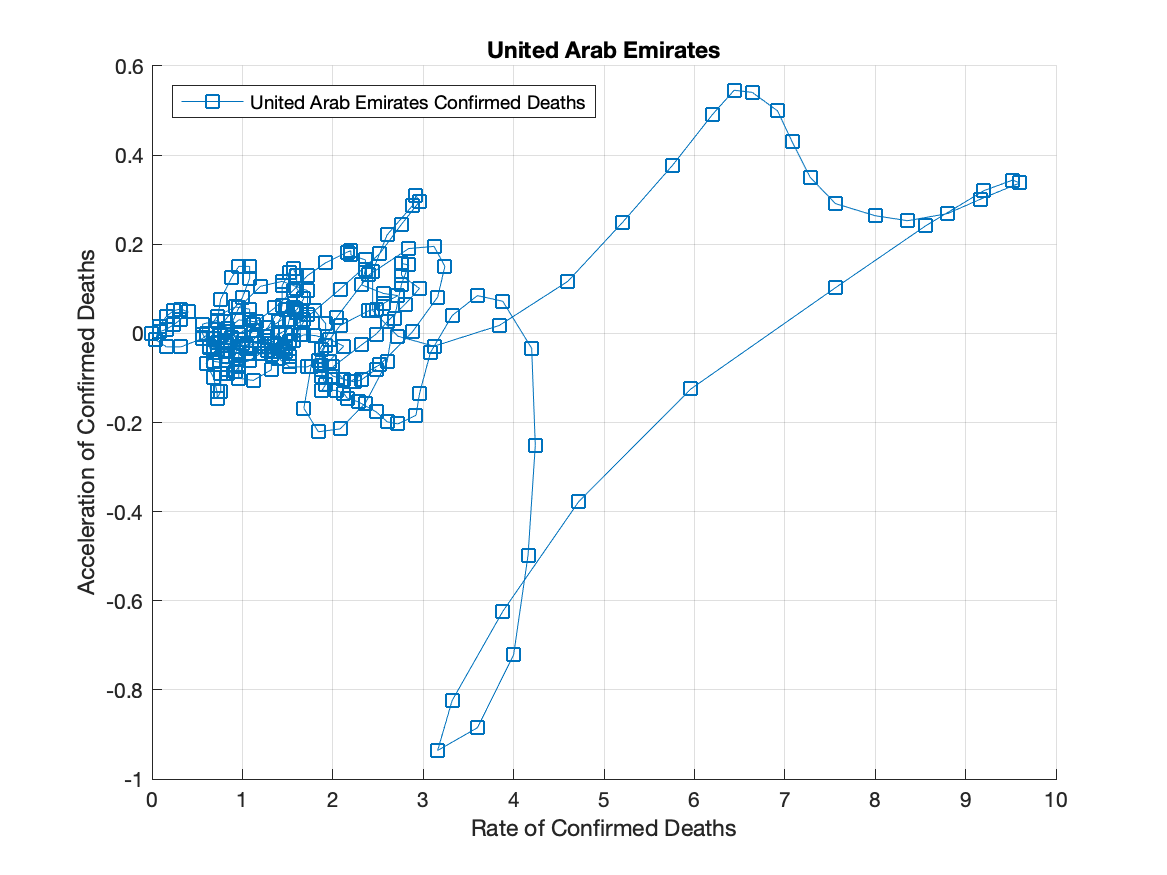 United Arab Emirates
United Arab Emirates Confirmed Deaths
Acceleration of Confirmed Deaths
0.6
0.4
0.2
0
-0.2
-0.4
-0.6
-0.8
-1
0 1 2 3 4 5 6 7 8 9 10
Rate of Confirmed Deaths